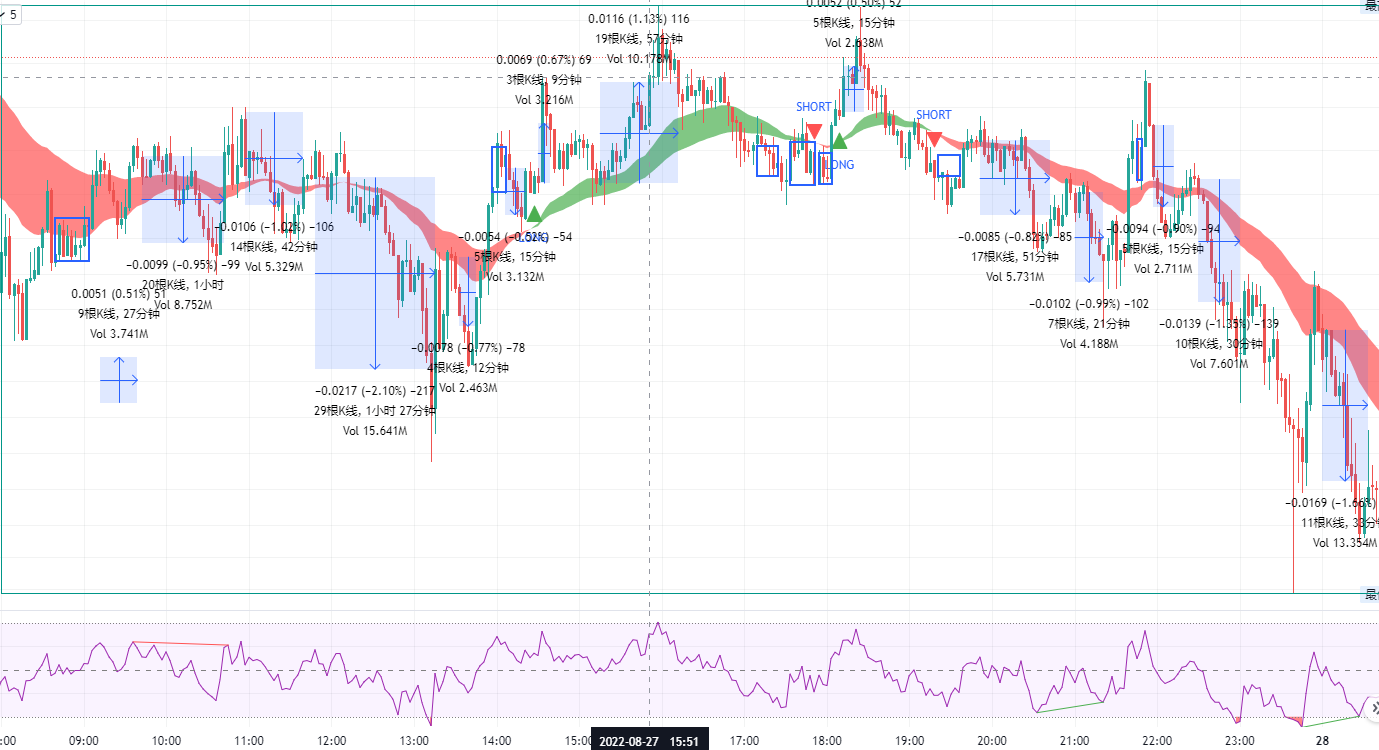 5
0.0052 (0.50%) 52
5根K线, 15分钟
Vol 2.638M
0.0116 (1.13%) 116
19根K线, 57分钟
Vol 10.178M
0.0069 (0.67%) 69
3根K线, 9分钟
Vol 3.216M
SHORT
LONG
SHORT
-0.0106 (-1.02%) -106
14根K线, 42分钟
Vol 5.329M
-0.0099 (-0.95%) -99
20根K线, 1小时
Vol 8.752M
0.0051 (0.51%) 51
9根K线, 27分钟
Vol 3.741M
-0.0054 (-0.52%) -54
5根K线, 15分钟
Vol 3.132M
-0.0085 (-0.82%) -85
17根K线, 51分钟
Vol 5.731M
-0.0094 (-0.90%) -94
5根K线, 15分钟
Vol 2.711M
-0.0102 (-0.99%) -102
7根K线, 21分钟
Vol 4.188M
-0.0139 (-1.35%) -139
10根K线, 30分钟
Vol 7.601M
-0.0078 (-0.77%) -78
4根K线, 12分钟
Vol 2.463M
-0.0217 (-2.10%) -217
29根K线, 1小时 27分钟
Vol 15.641M
-0.0169 (-1.66%)
11根K线, 33分钟
Vol 13.354M
:00 09:00 10:00 11:00 12:00 13:00 14:00 15:00 2022-08-27 15:51 17:00 18:00 19:00 20:00 21:00 22:00 23:00 28